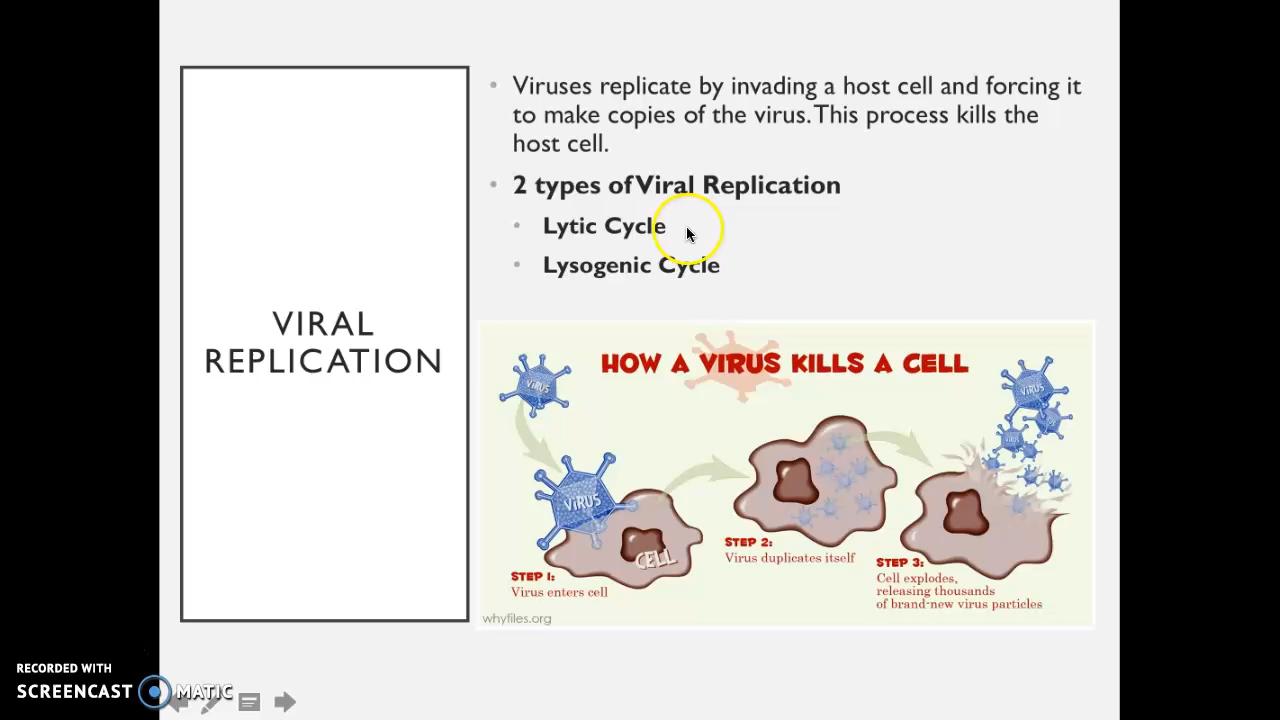 VIRAL
REPLICATION
Viruses replicate by invading a host cell and forcing it
to make copies of the virus. This process kills the
host cell.
2 types of Viral Replication
Lytic Cycle
Lysogenic Cycle
HOW A VIRUS KILLS A CELL
ViRUS
ViRUS
CELL
STEP 1:
Virus enters cell
STEP 2:
Virus duplicates itself
ViRUS
ViRUS
STEP 3:
Cell explodes,
releasing thousands
of brand-new virus particles
whyfiles.org
RECORDED WITH
SCREENCAST MATIC